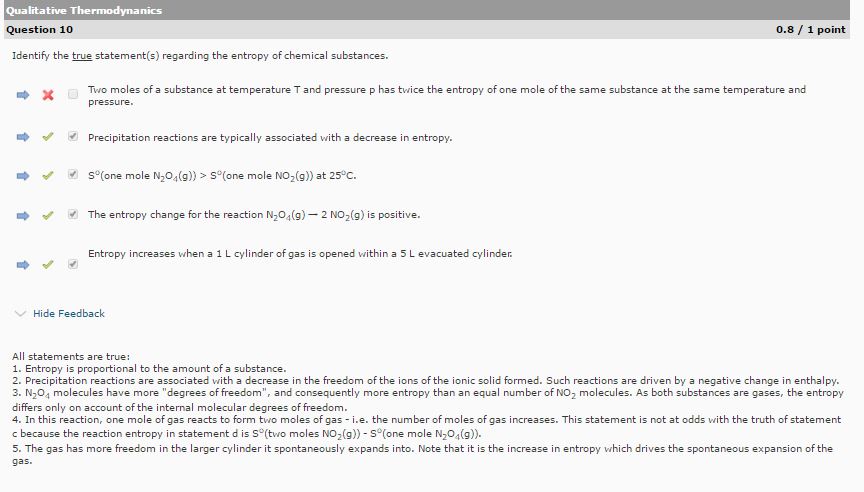 Qualitative Thermodynamics
Question 10 0.8 / 1 point
Identify the true statement(s) regarding the entropy of chemical substances.
Two moles of a substance at temperature T and pressure p has twice the entropy of one mole of the same substance at the same temperature and
pressure.
Precipitation reactions are typically associated with a decrease in entropy.
S°(one mole N₂O₄(g)) > S°(one mole NO₂(g)) at 25°C.
The entropy change for the reaction N₂O₄(g) → 2 NO₂(g) is positive.
Entropy increases when a 1 L cylinder of gas is opened within a 5 L evacuated cylinder.
Hide Feedback
All statements are true:
1. Entropy is proportional to the amount of a substance.
2. Precipitation reactions are associated with a decrease in the freedom of the ions of the ionic solid formed. Such reactions are driven by a negative change in enthalpy.
3. N₂O₄ molecules have more "degrees of freedom", and consequently more entropy than an equal number of NO₂ molecules. As both substances are gases, the entropy
differs only on account of the internal molecular degrees of freedom.
4. In this reaction, one mole of gas reacts to form two moles of gas - i.e. the number of moles of gas increases. This statement is not at odds with the truth of statement
c because the reaction entropy in statement d is S°(two moles NO₂(g)) - S°(one mole N₂O₄(g)).
5. The gas has more freedom in the larger cylinder it spontaneously expands into. Note that it is the increase in entropy which drives the spontaneous expansion of the
gas.